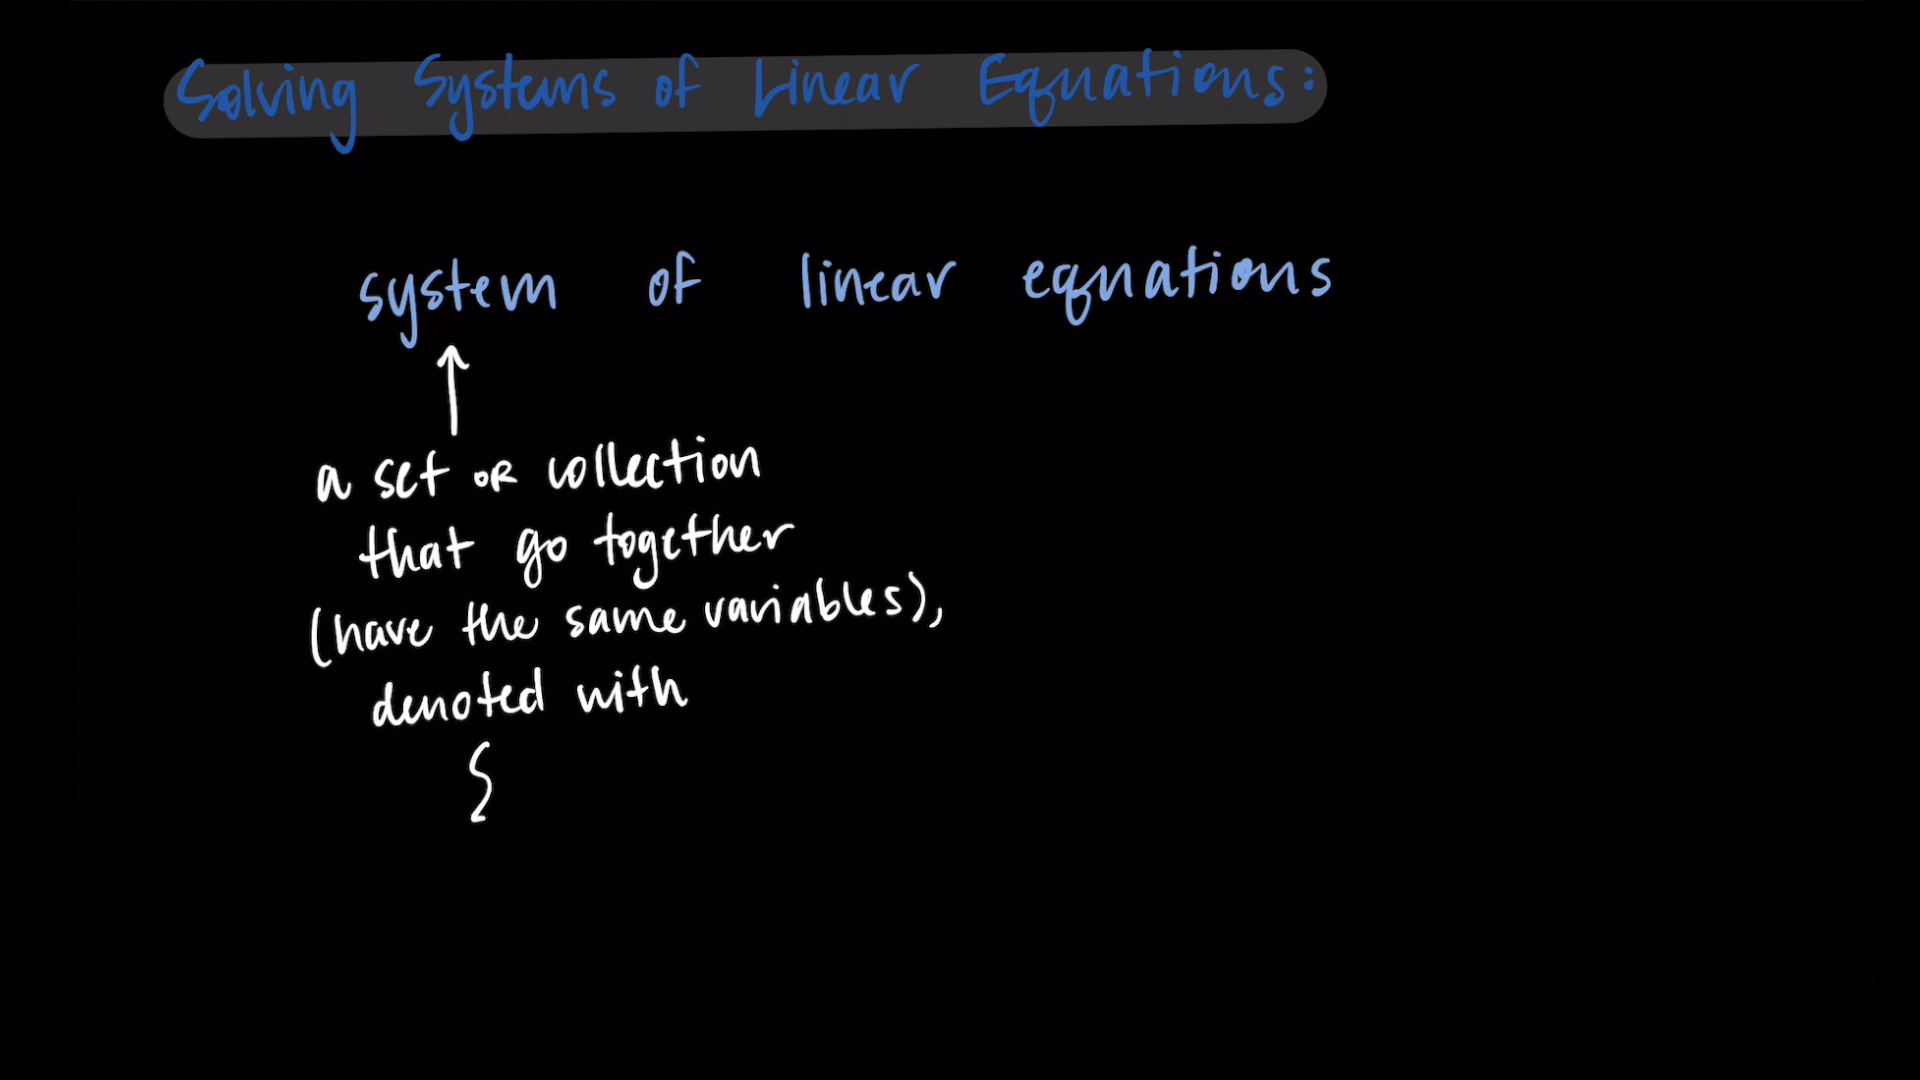 Solving Systems of Linear Equations:
system of linear equations
a set OR collection
that go together
(have the same variables),
denoted with
{